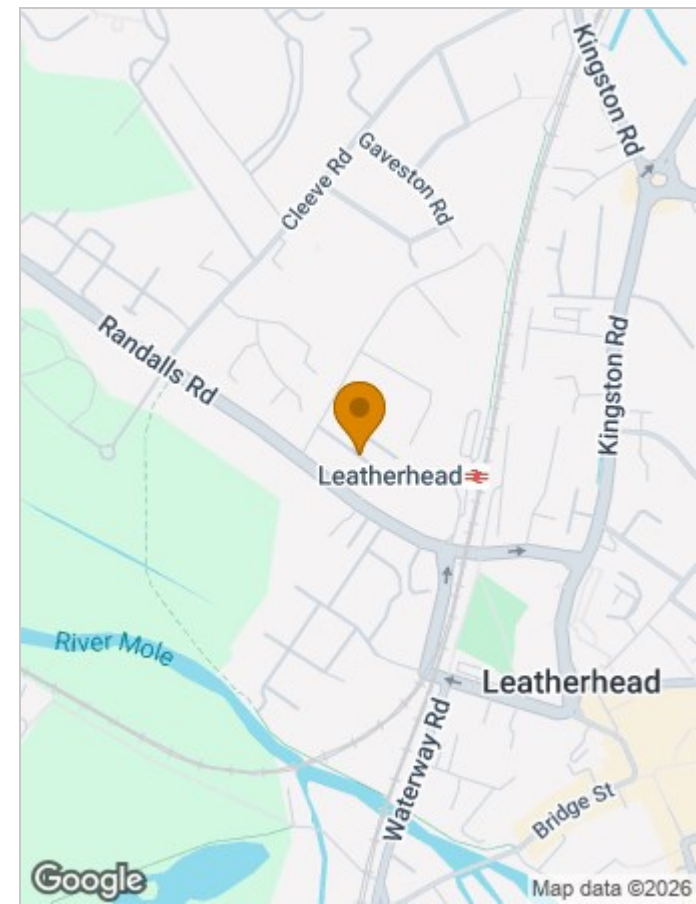 Kingston Rd
Gaveston Rd
Cleeve Rd
Randalls Rd
Kingston Rd
Leatherhead
River Mole
Leatherhead
Waterway Rd
Bridge St
Google
Map data ©2026